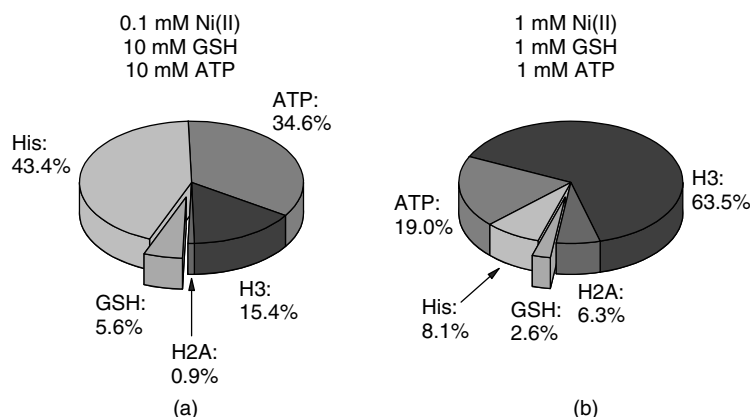 0.1 mM Ni(II)
10 mM GSH
10 mM ATP
ATP:
34.6%
His:
43.4%
GSH:
5.6%
H2A:
0.9%
H3:
15.4%
(a)
1 mM Ni(II)
1 mM GSH
1 mM ATP
H3:
63.5%
ATP:
19.0%
His:
8.1%
GSH:
2.6%
H2A:
6.3%
(b)